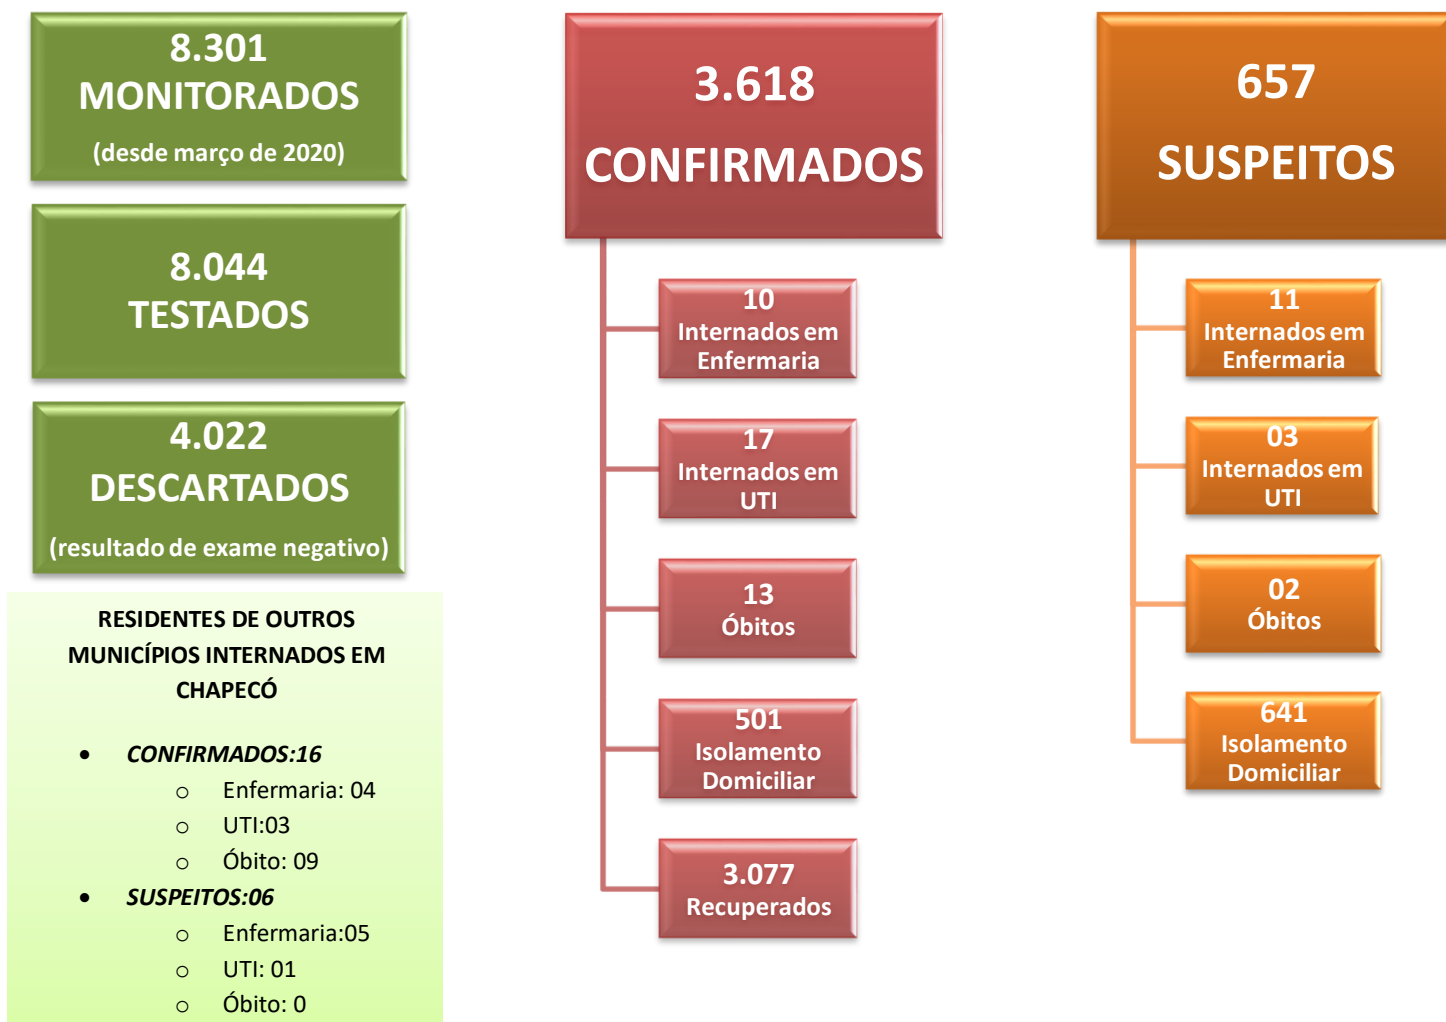 8.301
MONITORADOS
(desde março de 2020)
8.044
TESTADOS
4.022
DESCARTADOS
(resultado de exame negativo)
RESIDENTES DE OUTROS
MUNICÍPIOS INTERNADOS EM
CHAPECÓ
• CONFIRMADOS:16
o Enfermaria: 04
o UTI:03
o Óbito: 09
• SUSPEITOS:06
o Enfermaria:05
o UTI: 01
o Óbito: 0
3.618
CONFIRMADOS
10
Internados em
Enfermaria
17
Internados em
UTI
13
Óbitos
501
Isolamento
Domiciliar
3.077
Recuperados
657
SUSPEITOS
11
Internados em
Enfermaria
03
Internados em
UTI
02
Óbitos
641
Isolamento
Domiciliar